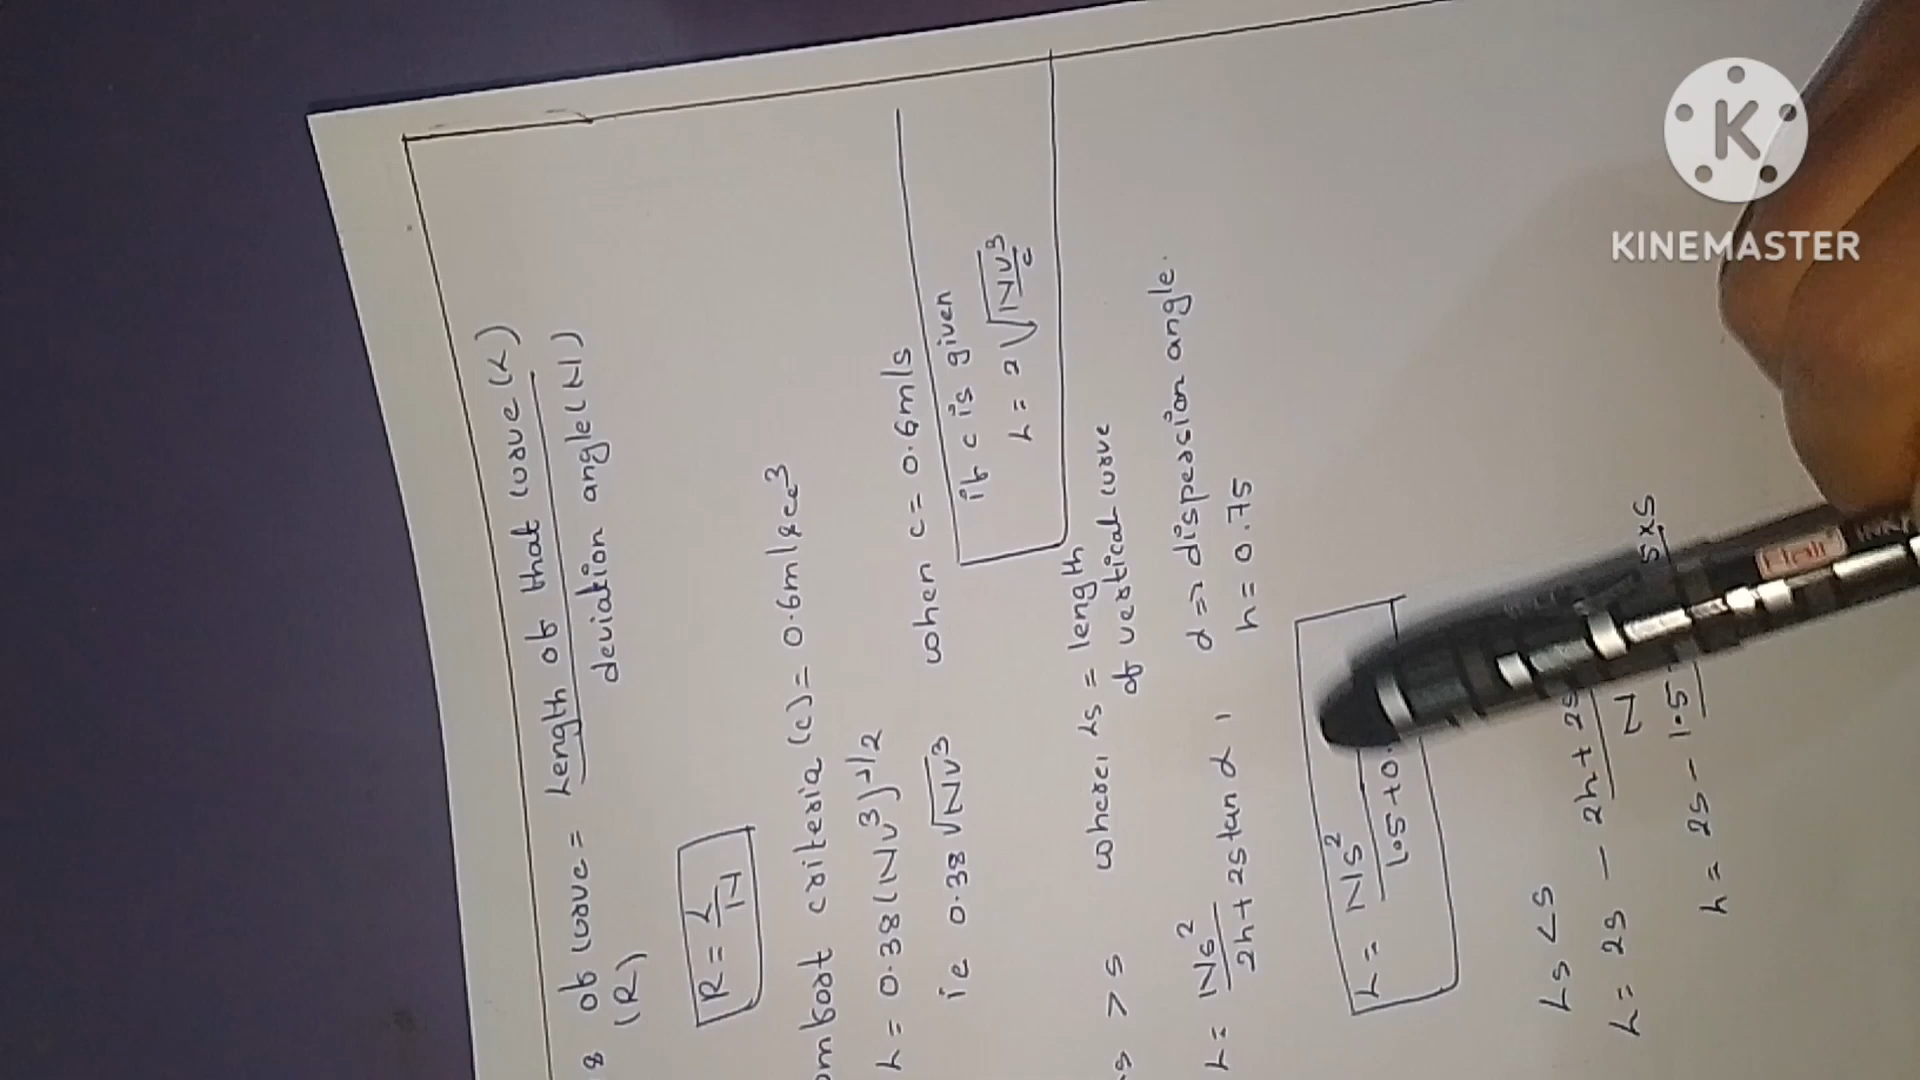 of curve = Length of that curve (L)
(R) deviation angle (N)
R = L/N
comfort criteria (c) = 0.6m/sec³
L = 0.38 (Nv³)^1/2
ie 0.38 √Nv³ when c = 0.6m/s
if c is given
L = 2 √Nv³/c
Ls > s where, Ls = length
of vertical curve
L = Ns²/2h + 2s tan α, α => dispersion angle.
h = 0.75
L = Ns²/1.5 + 0.
Ls < s
L = 2s - 2h + 2s/N
L = 2s - 1.5
KINEMASTER